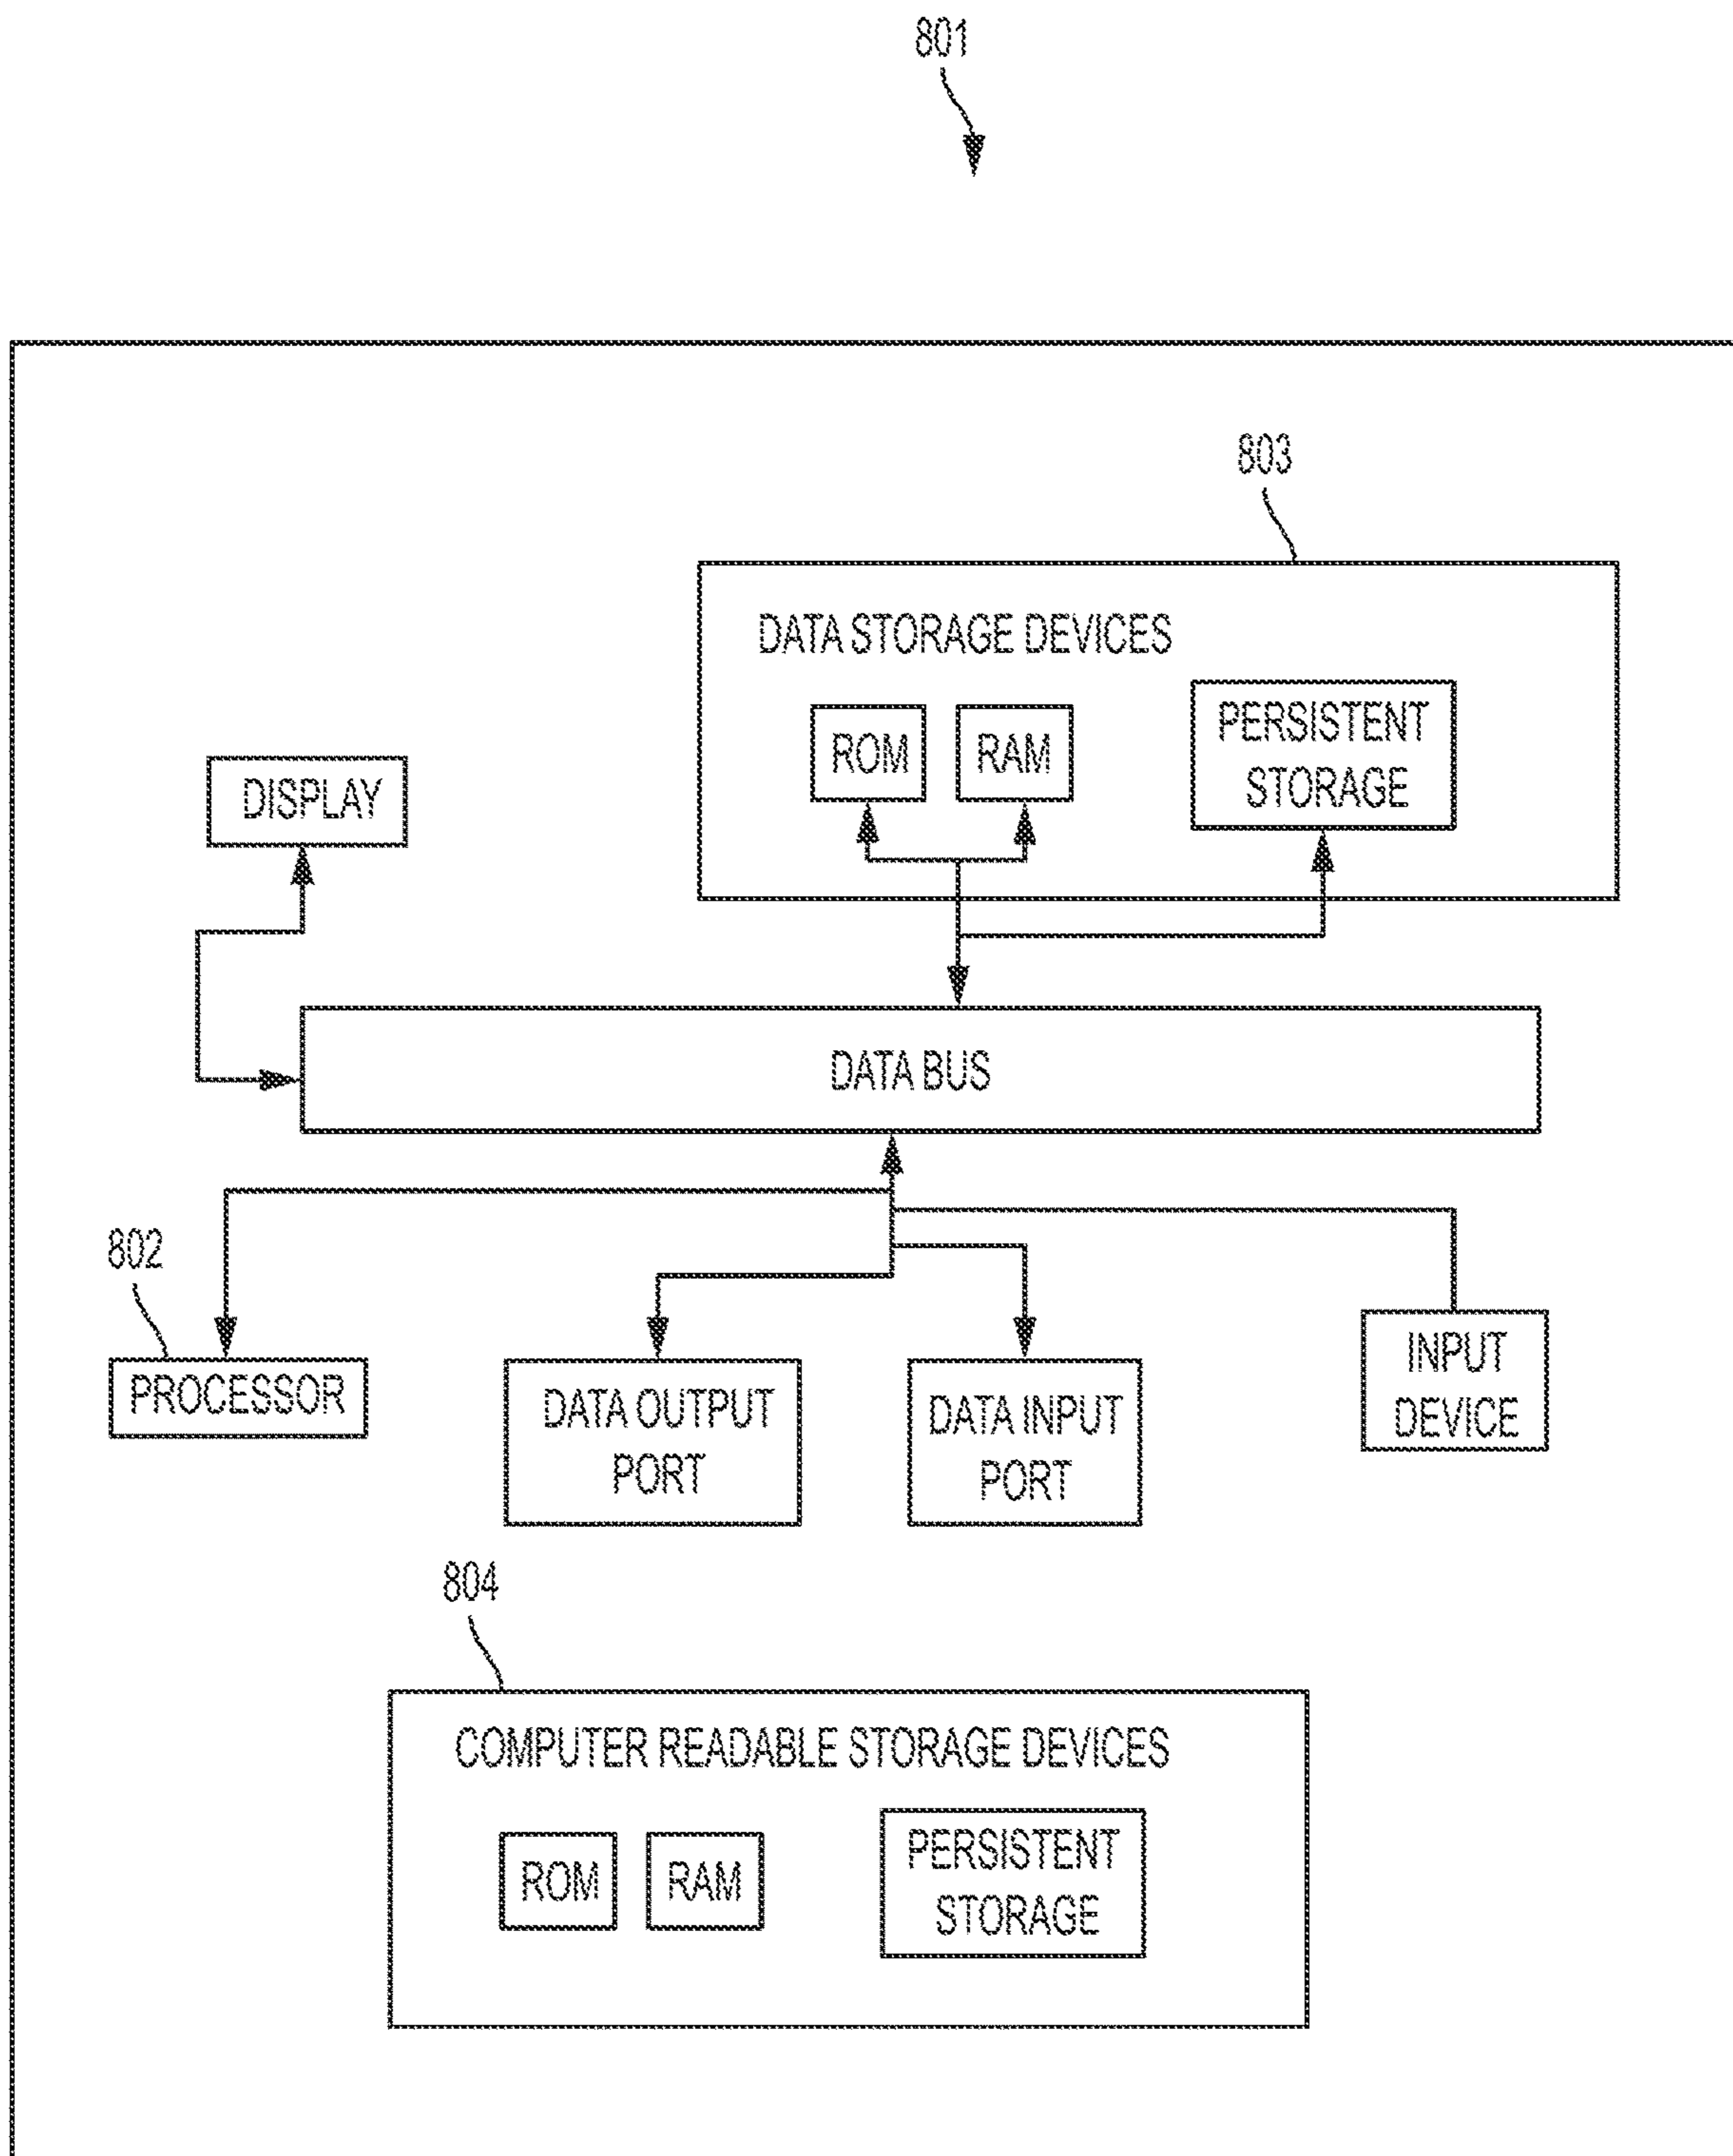 801
803
DATA STORAGE DEVICES
ROM
RAM
PERSISTENT
STORAGE
DISPLAY
DATA BUS
802
PROCESSOR
DATA OUTPUT
PORT
DATA INPUT
PORT
INPUT
DEVICE
804
COMPUTER READABLE STORAGE DEVICES
ROM
RAM
PERSISTENT
STORAGE